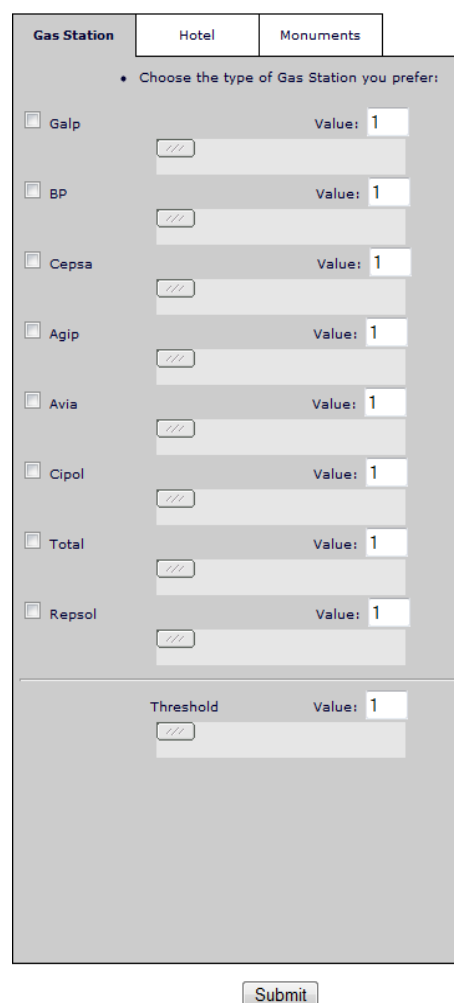 Gas Station Hotel Monuments
• Choose the type of Gas Station you prefer:
Galp Value: 1
BP Value: 1
Cepsa Value: 1
Agip Value: 1
Avia Value: 1
Cipol Value: 1
Total Value: 1
Repsol Value: 1
Threshold Value: 1
Submit